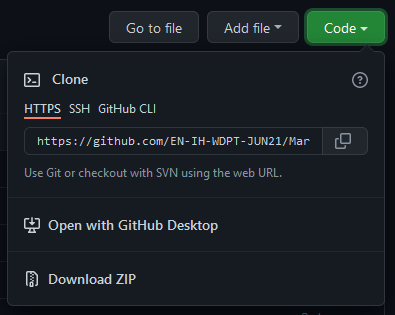 Go to file Add file Code
Clone
HTTPS SSH GitHub CLI
https://github.com/EN-IH-WDPT-JUN21/Mar
Use Git or checkout with SVN using the web URL.
Open with GitHub Desktop
Download ZIP